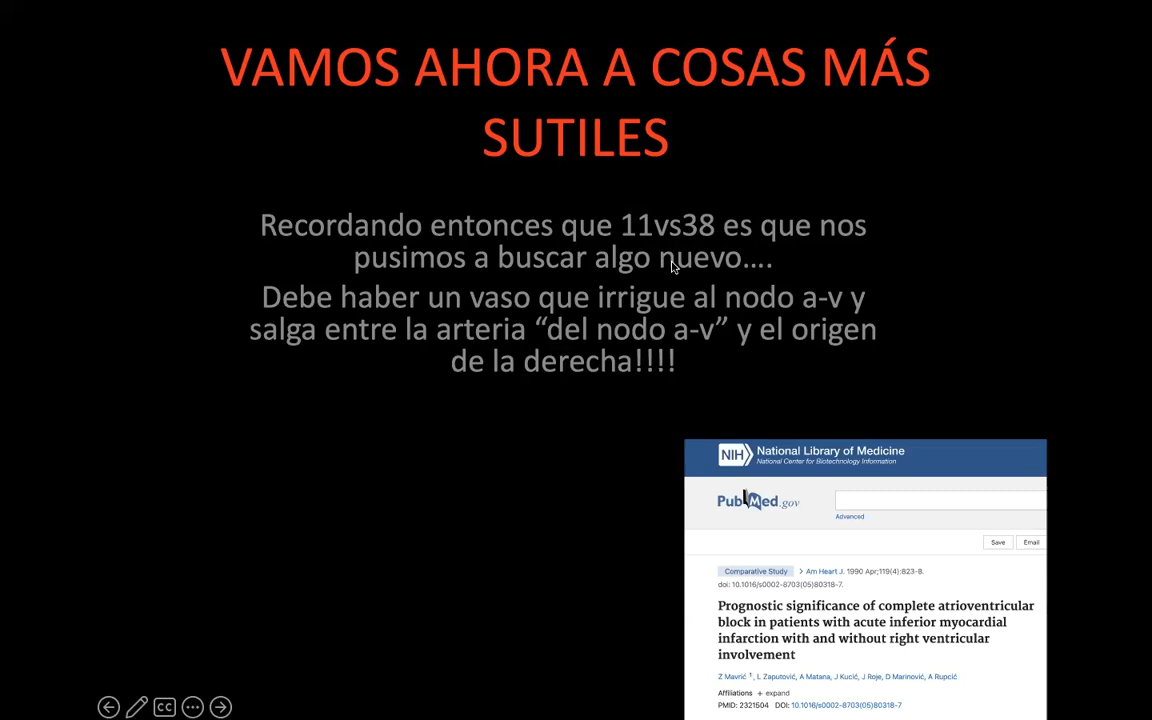 VAMOS AHORA A COSAS MÁS
SUTILES
Recordando entonces que 11vs38 es que nos
pusimos a buscar algo nuevo....
Debe haber un vaso que irrigue al nodo a-v y
salga entre la arteria “del nodo a-v” y el origen
de la derecha!!!!
NIH National Library of Medicine
National Center for Biotechnology Information
PubMed.gov
Advanced
Save Email
Comparative Study > Am Heart J. 1990 Apr;119(4):823-8.
doi: 10.1016/s0002-8703(05)80318-7.
Prognostic significance of complete atrioventricular
block in patients with acute inferior myocardial
infarction with and without right ventricular
involvement
Z Mavrić 1, L Zaputović, A Matana, J Kucić, J Roje, D Marinović, A Rupcić
Affiliations + expand
PMID: 2321504 DOI: 10.1016/s0002-8703(05)80318-7
CC